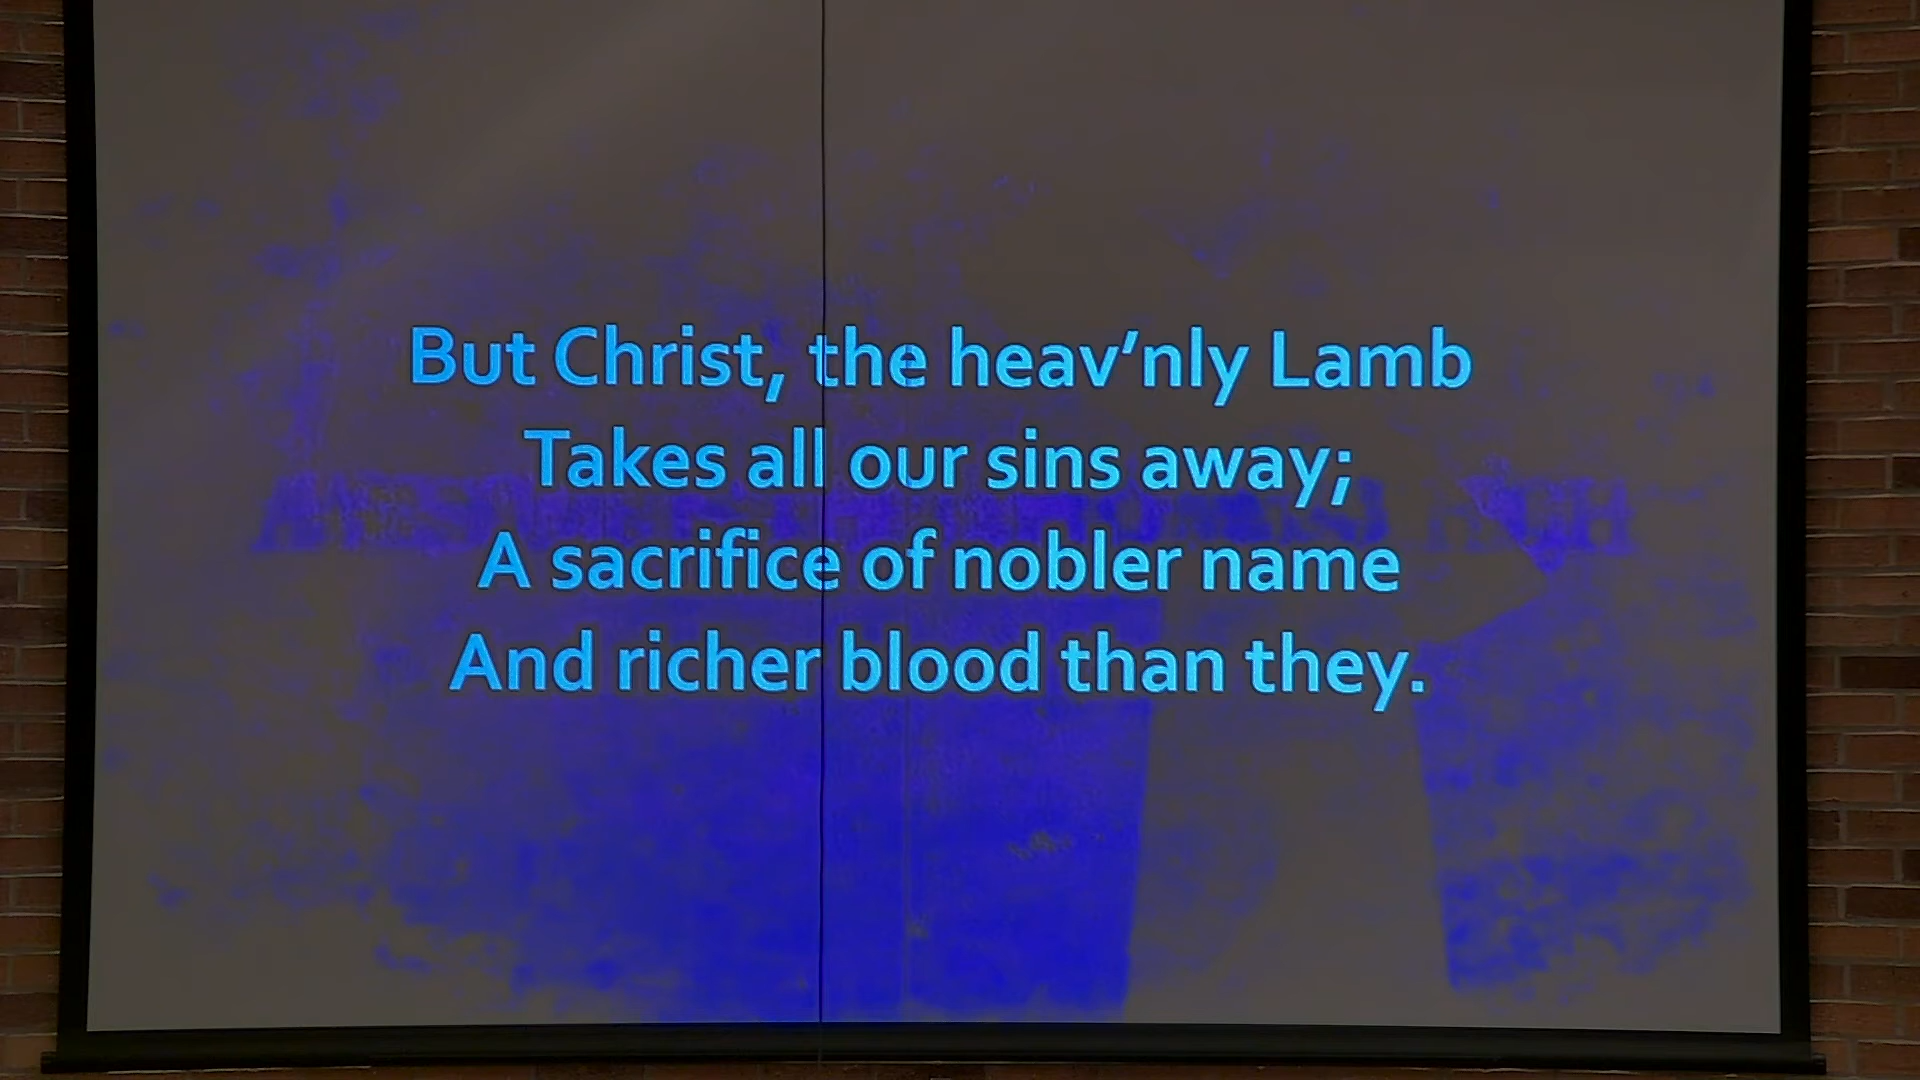 But Christ, the heav’nly Lamb
Takes all our sins away;
A sacrifice of nobler name
And richer blood than they.